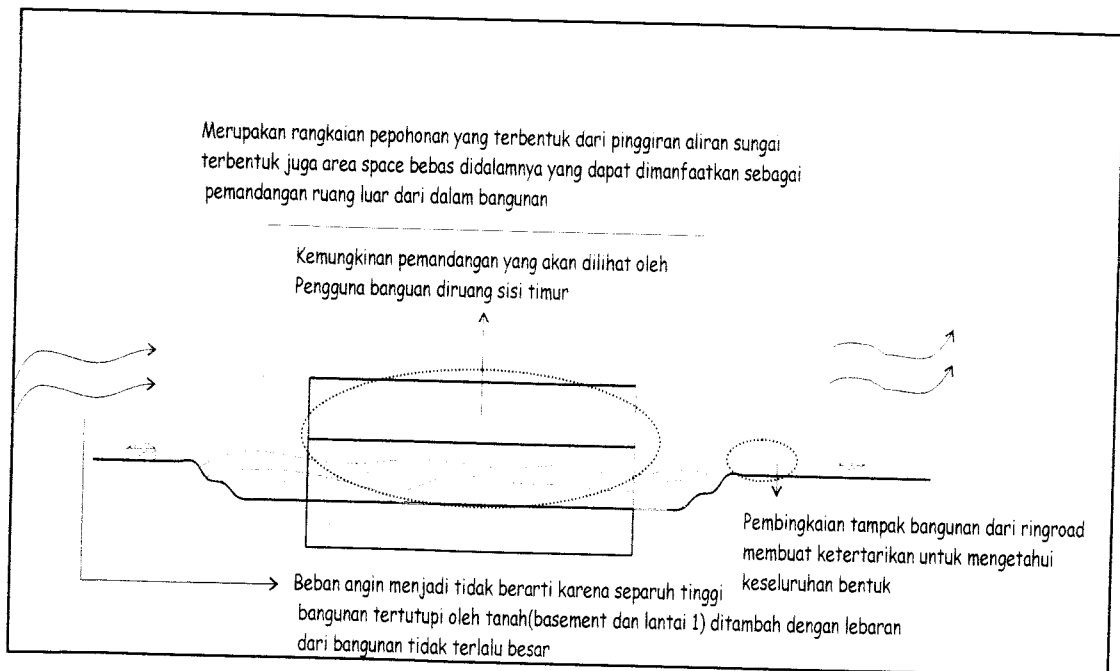 Merupakan rangkaian pepohonan yang terbentuk dari pinggiran aliran sungai
terbentuk juga area space bebas didalamnya yang dapat dimanfaatkan sebagai
pemandangan ruang luar dari dalam bangunan
Kemungkinan pemandangan yang akan dilihat oleh
Pengguna banguan diruang sisi timur
Pembingkaian tampak bangunan dari ringroad
membuat ketertarikan untuk mengetahui
keseluruhan bentuk
Beban angin menjadi tidak berarti karena separuh tinggi
bangunan tertutupi oleh tanah(basement dan lantai 1) ditambah dengan lebaran
dari bangunan tidak terlalu besar